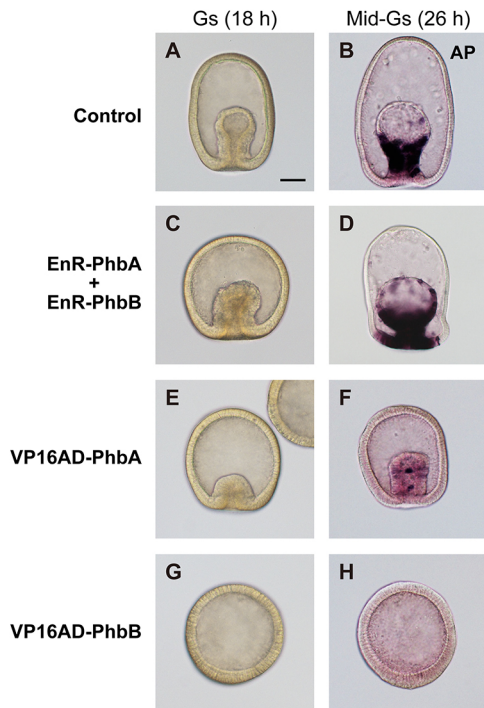 Gs (18 h)
Mid-Gs (26 h)
A
B
AP
Control
C
D
EnR-PhbA
+
EnR-PhbB
E
F
VP16AD-PhbA
G
H
VP16AD-PhbB